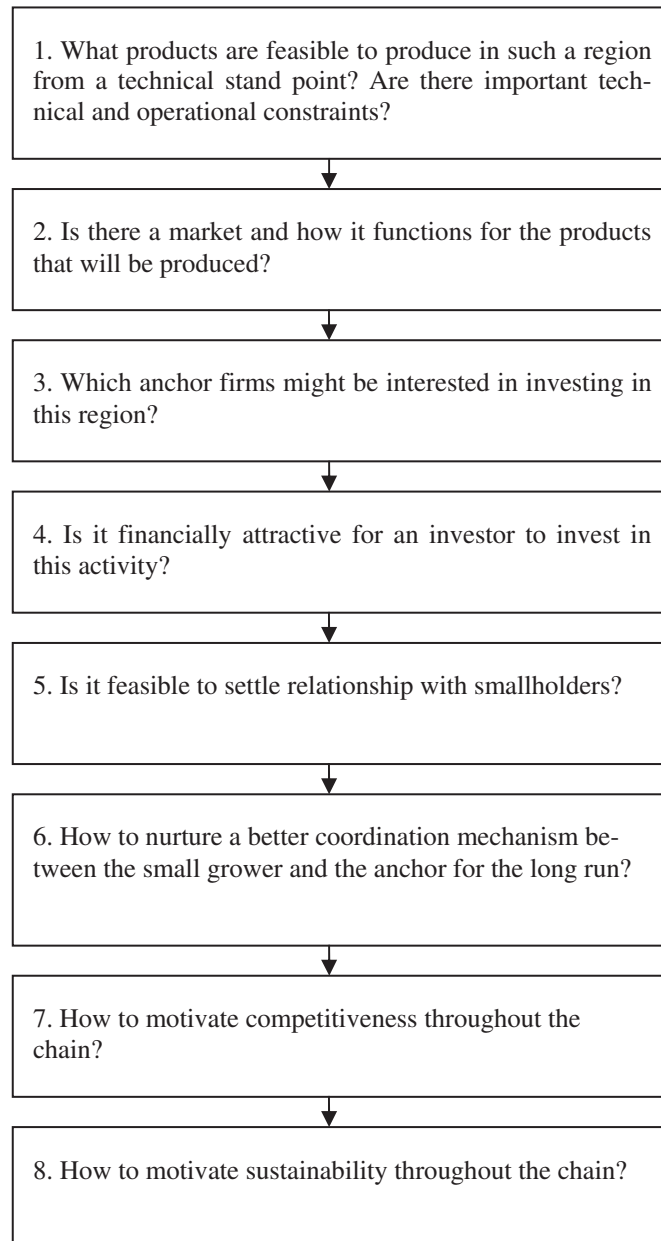 1. What products are feasible to produce in such a region
from a technical stand point? Are there important tech-
nical and operational constraints?
2. Is there a market and how it functions for the products
that will be produced?
3. Which anchor firms might be interested in investing in
this region?
4. Is it financially attractive for an investor to invest in
this activity?
5. Is it feasible to settle relationship with smallholders?
6. How to nurture a better coordination mechanism be-
tween the small grower and the anchor for the long run?
7. How to motivate competitiveness throughout the
chain?
8. How to motivate sustainability throughout the chain?